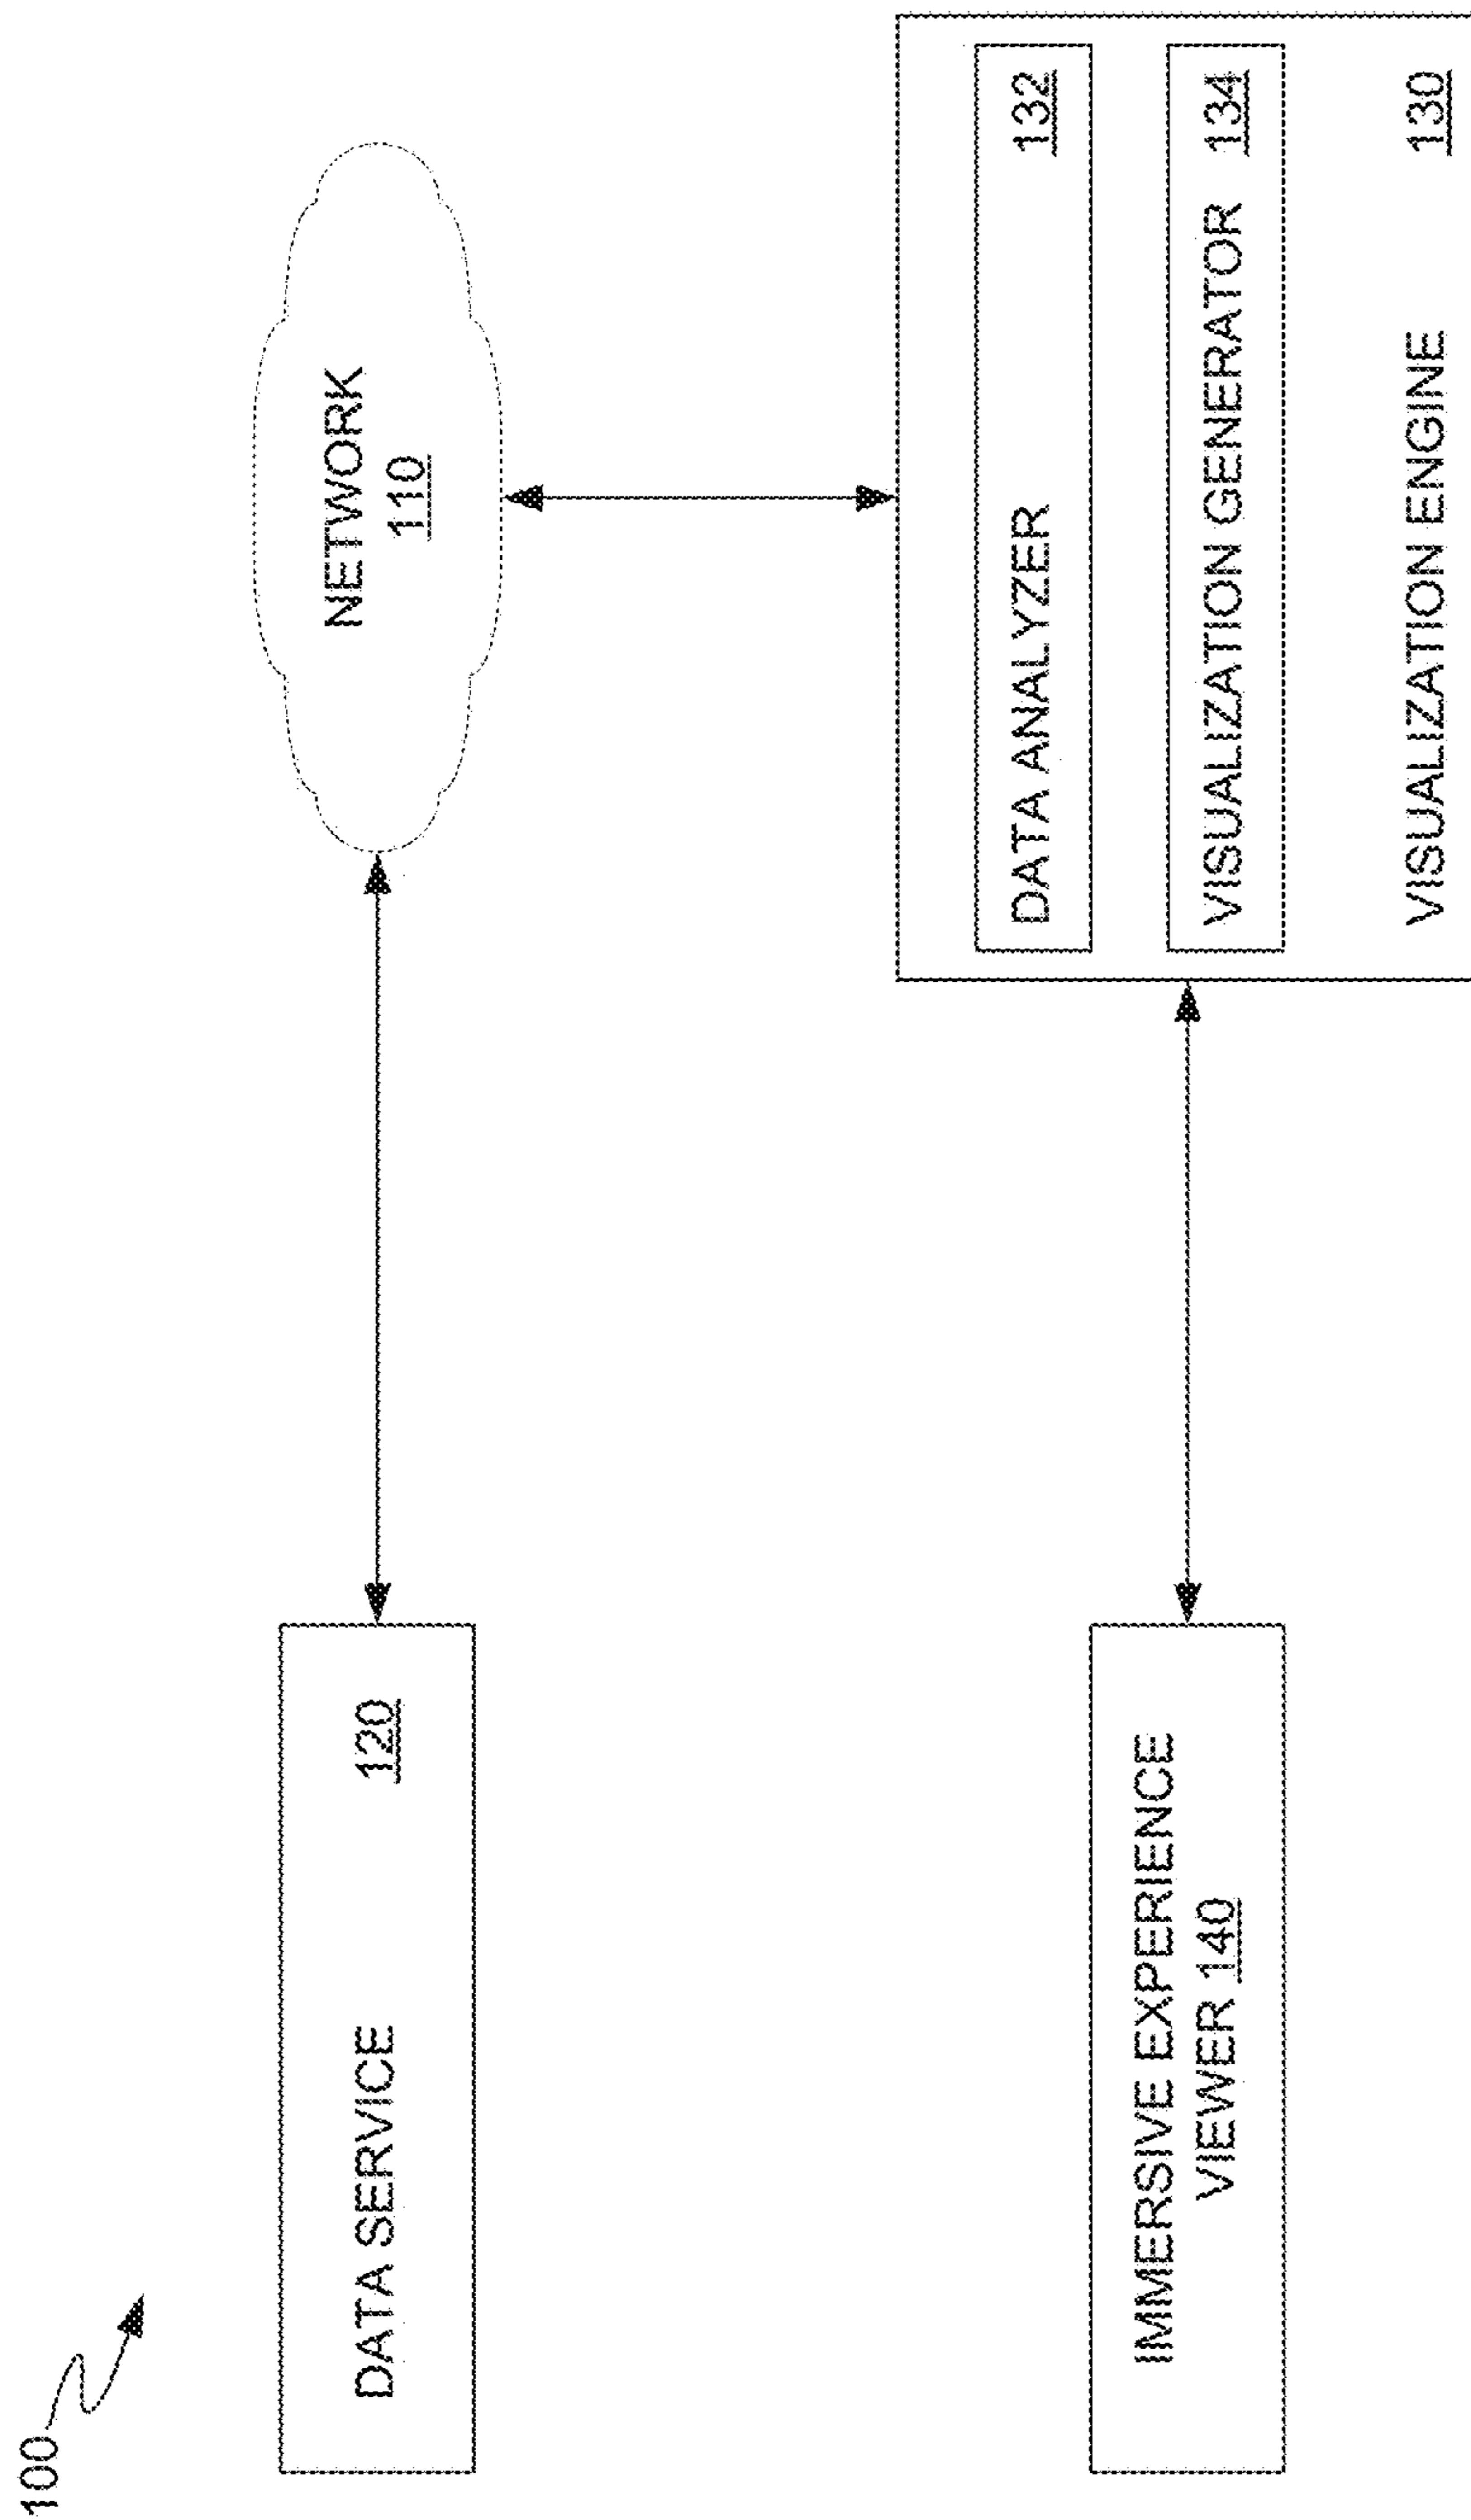 100
DATA SERVICE 120
NETWORK
110
IMMERSIVE EXPERIENCE
VIEWER 140
DATA ANALYZER 132
VISUALIZATION GENERATOR 134
VISUALIZATION ENGINE 130